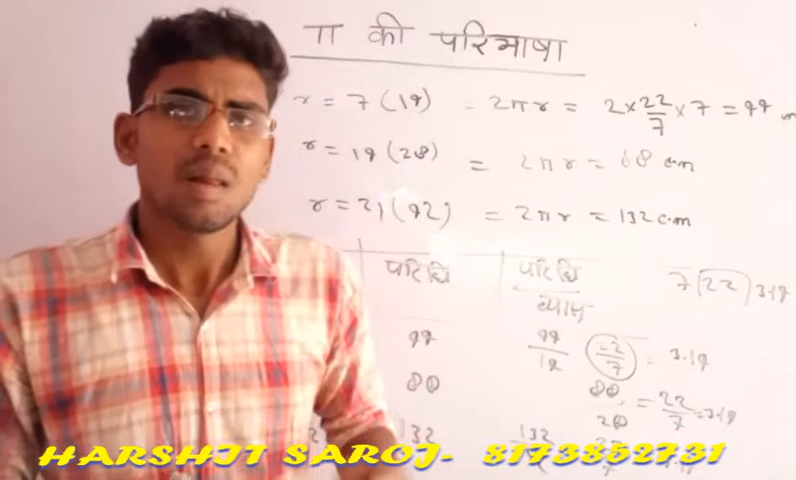 π की परिभाषा
r = 7 (14) = 2πr = 2 × 22/7 × 7 = 44
r = 14 (28) = 2πr = 88 cm
r = 21 (42) = 2πr = 132 cm
परिधि परिधि/व्यास 7)22)3.14
44 44/14 22/7 = 3.14
88 88/28 = 22/7 = 3.14
132 132
HARSHIT SAROJ- 8173852731